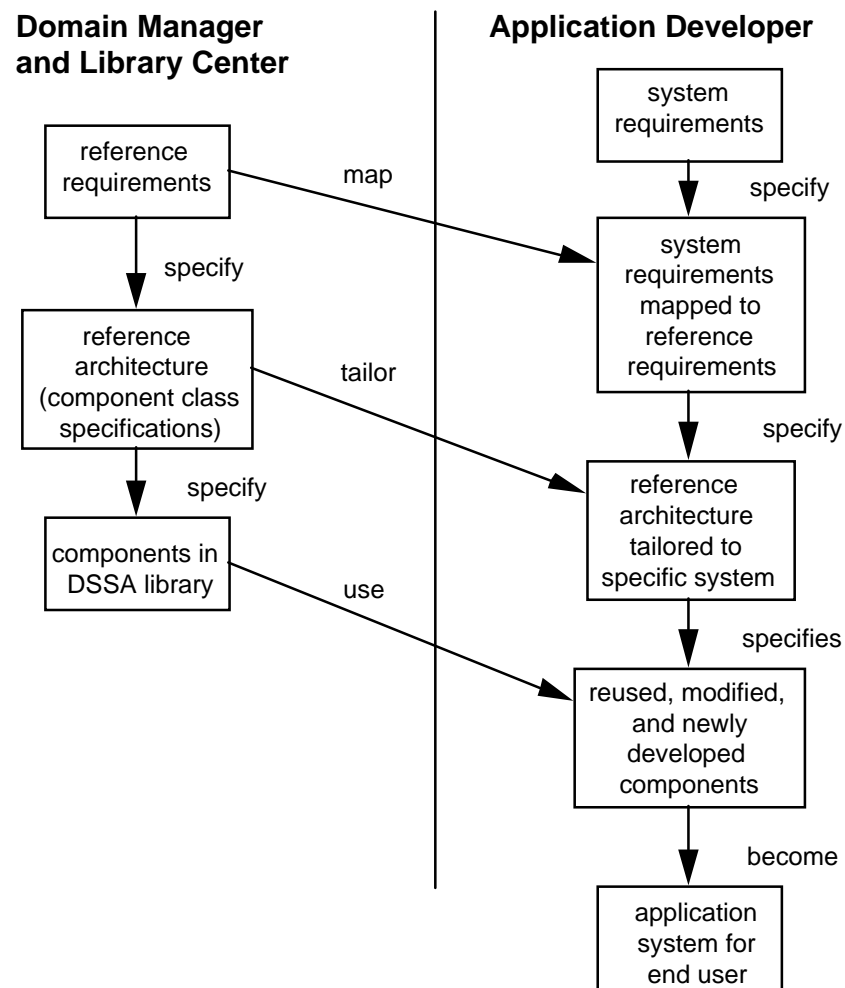 Domain Manager
and Library Center
Application Developer
system
requirements
reference
requirements
map
specify
system
requirements
mapped to
reference
requirements
specify
reference
architecture
(component class
specifications)
tailor
specify
specify
reference
architecture
tailored to
specific system
components in
DSSA library
use
specifies
reused, modified,
and newly
developed
components
become
application
system for
end user